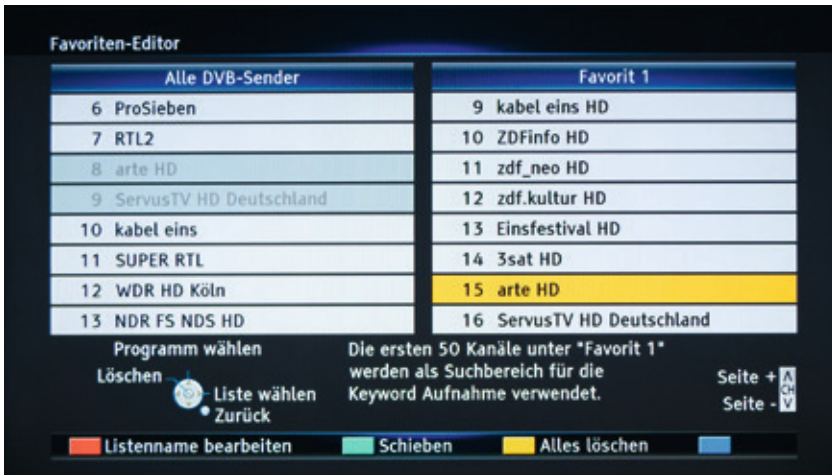 Favoriten-Editor
Alle DVB-Sender
6 ProSieben
7 RTL2
8 arte HD
9 ServusTV HD Deutschland
10 kabel eins
11 SUPER RTL
12 WDR HD Köln
13 NDR FS NDS HD
Favorit 1
9 kabel eins HD
10 ZDFinfo HD
11 zdf_neo HD
12 zdf.kultur HD
13 Einsfestival HD
14 3sat HD
15 arte HD
16 ServusTV HD Deutschland
Programm wählen
Löschen
Liste wählen
Zurück
Die ersten 50 Kanäle unter "Favorit 1"
werden als Suchbereich für die
Keyword Aufnahme verwendet.
Seite +
Seite -
CH
Listenname bearbeiten
Schieben
Alles löschen